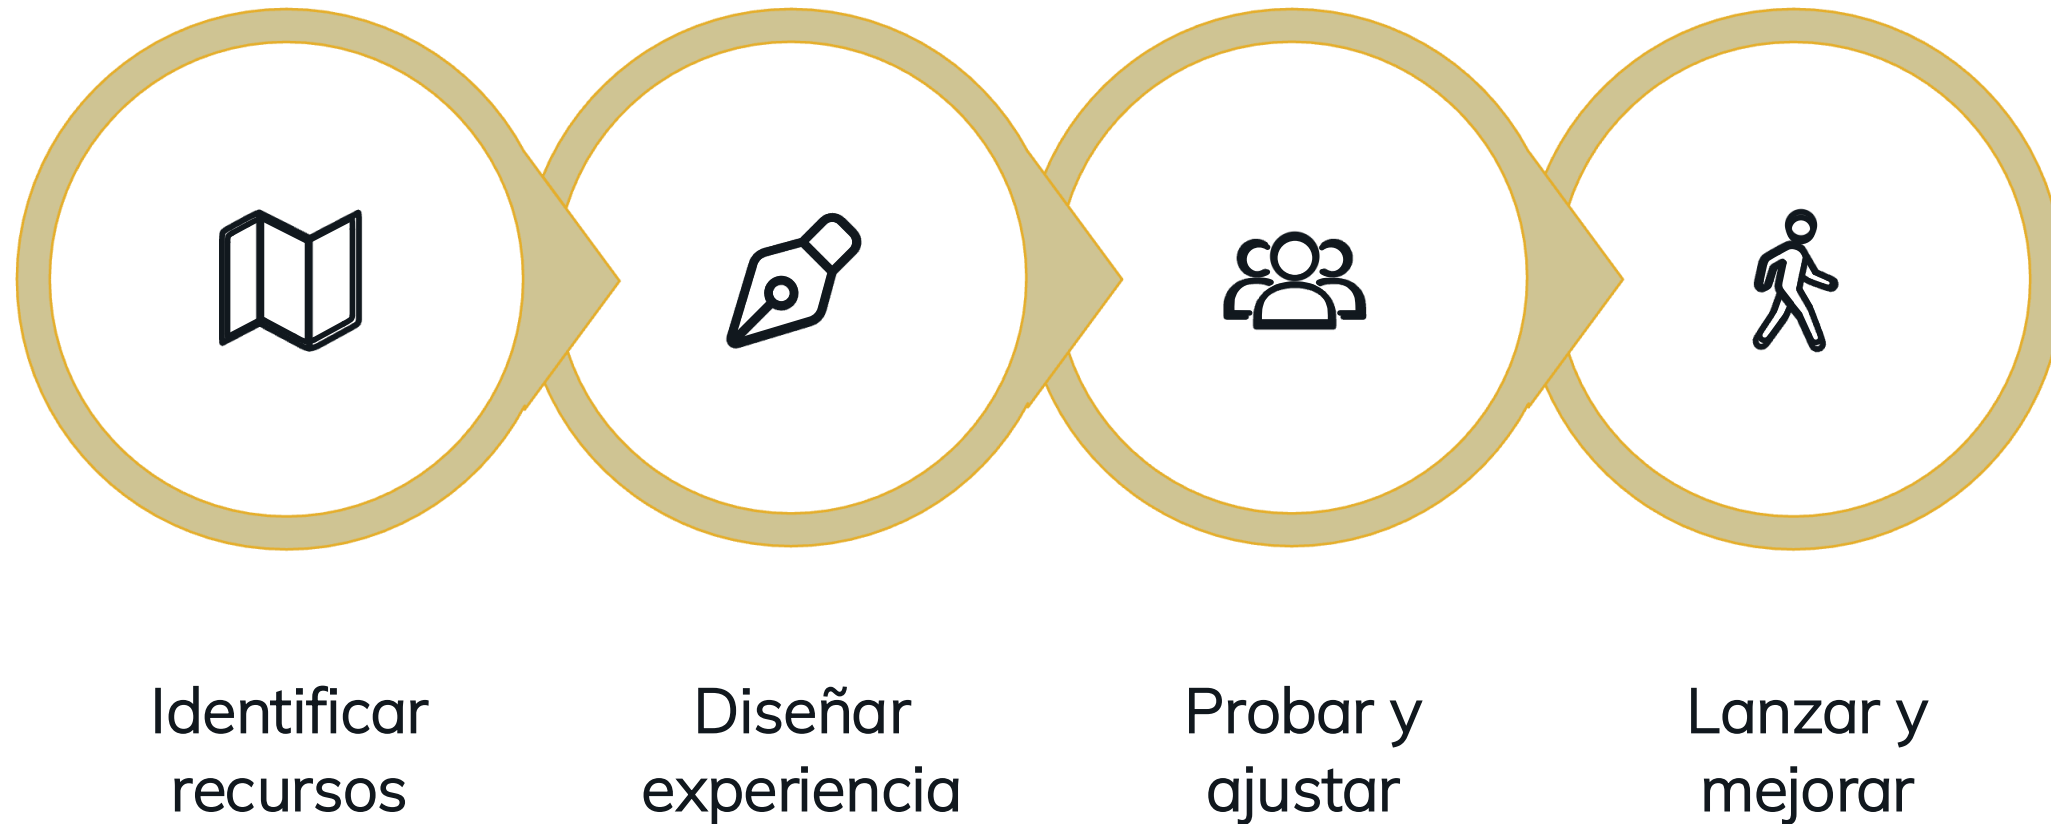 Identificar
recursos
Diseñar
experiencia
Probar y
ajustar
Lanzar y
mejorar